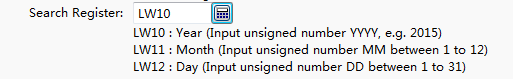 Search Register: LW10
LW10 : Year (Input unsigned number YYYY, e.g. 2015)
LW11 : Month (Input unsigned number MM between 1 to 12)
LW12 : Day (Input unsigned number DD between 1 to 31)